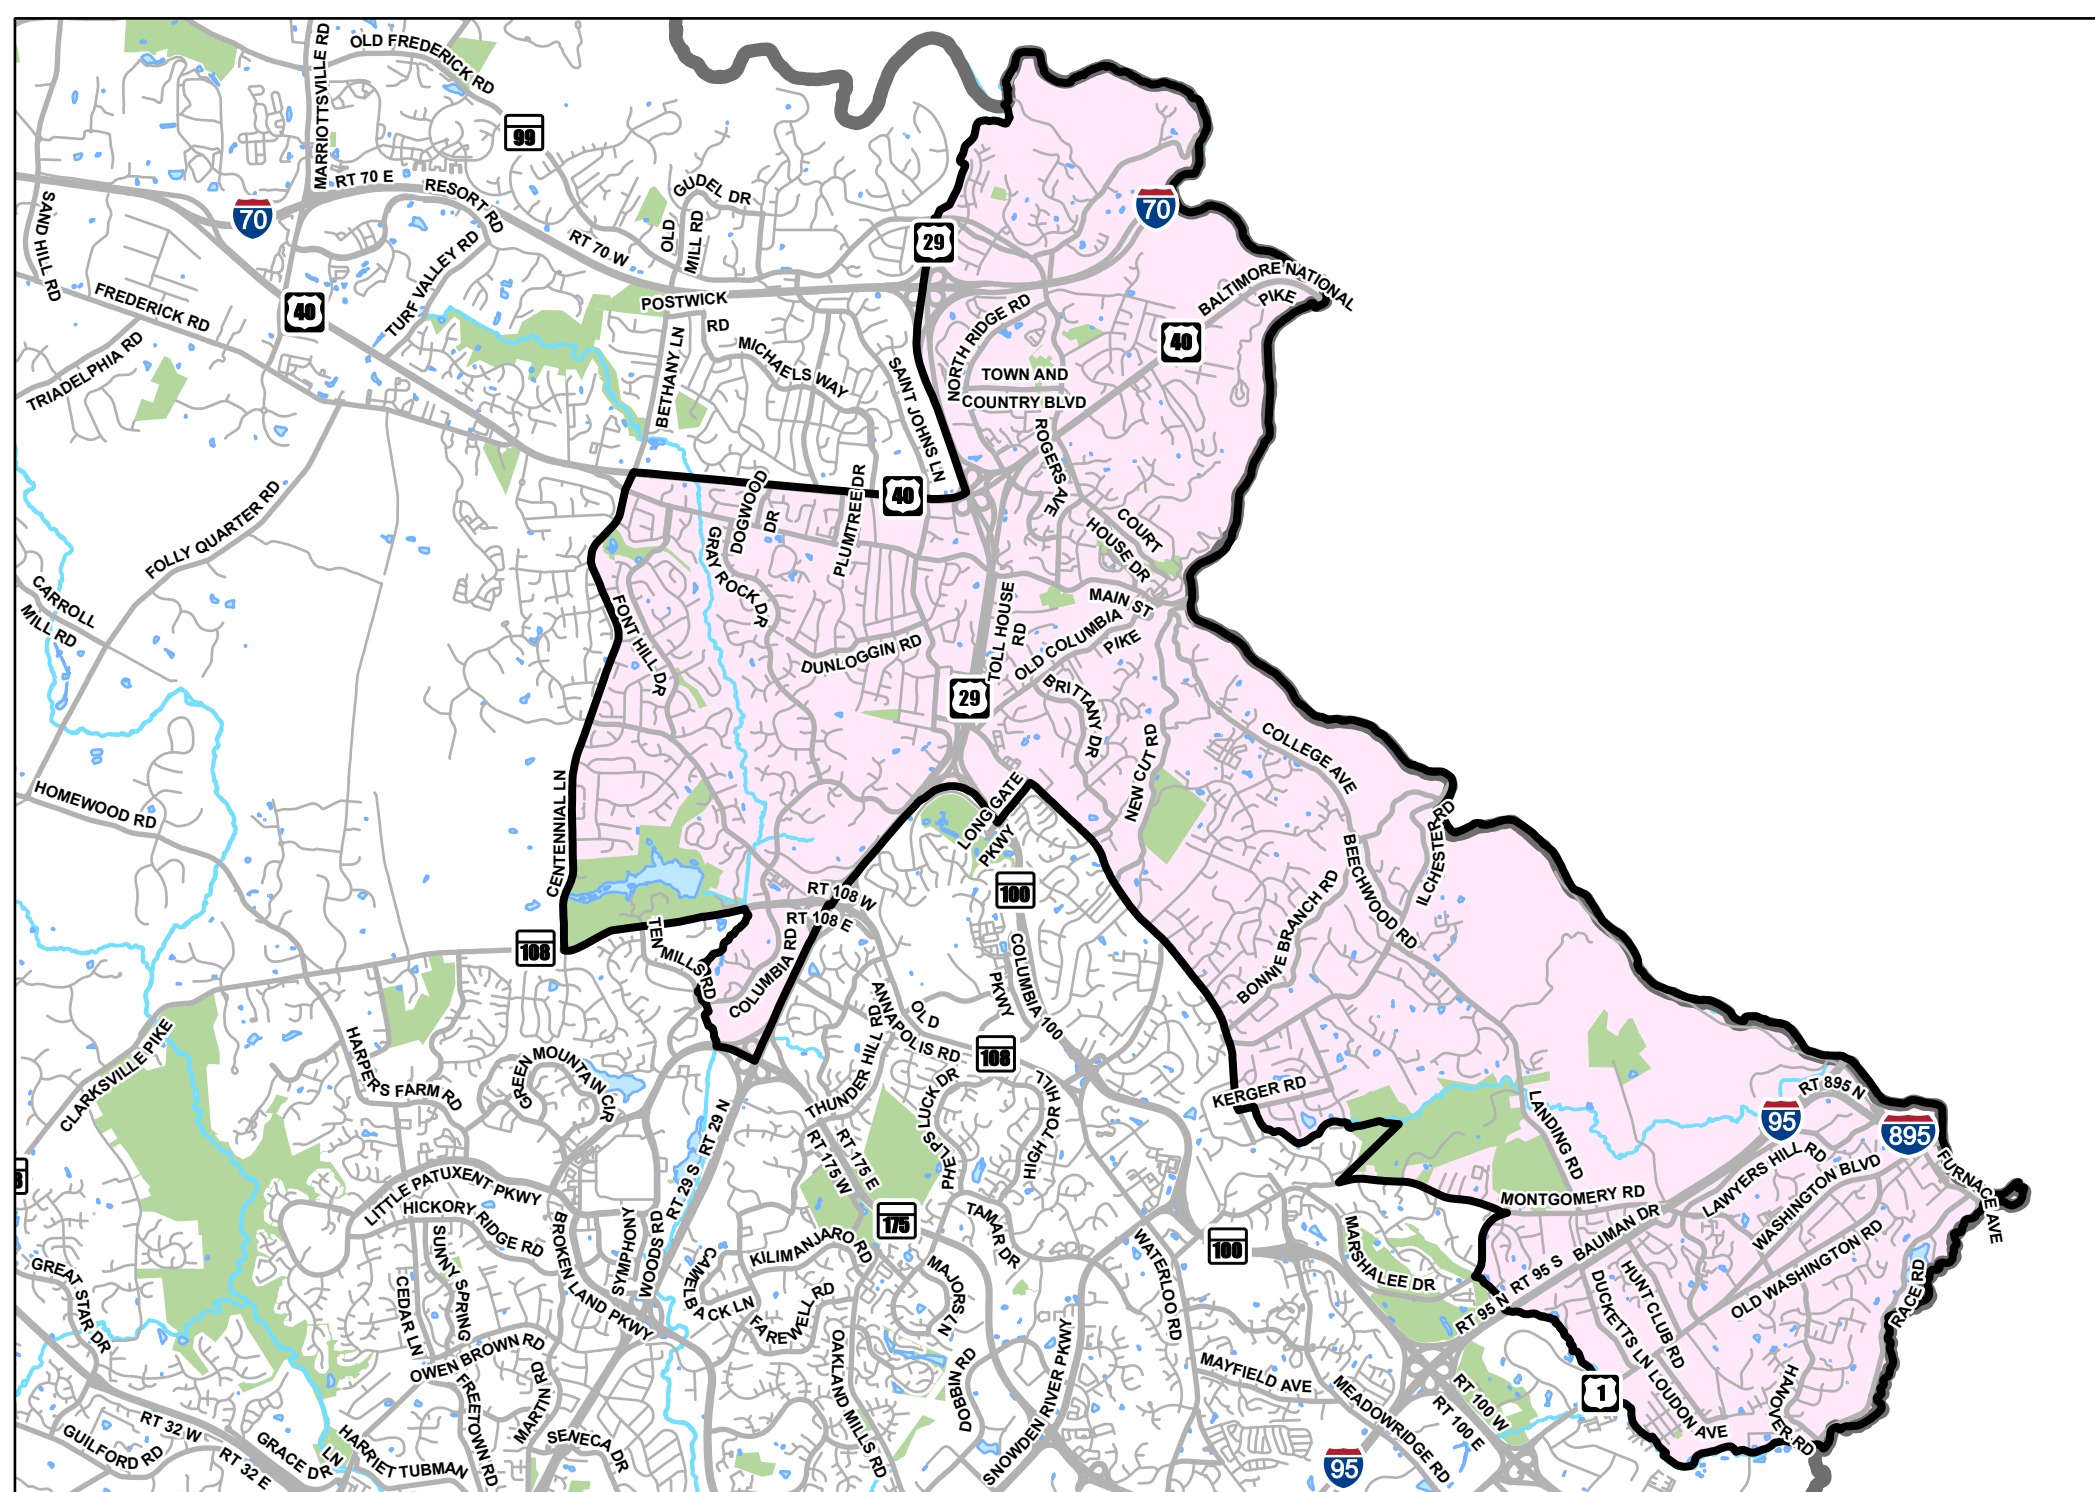 OLD FREDERICK RD
MARRIOTTSVILLE RD
99
RT 70 E
RESORT RD
70
SAND HILL RD
GUDEL DR
OLD
MILL RD
RT 70 W
29
70
TURF VALLEY RD
FREDERICK RD
40
POSTWICK
RD
BALTIMORE NATIONAL
PIKE
40
NORTH RIDGE RD
TRIADELPHIA RD
BETHANY LN
MICHAELS WAY
SAINT JOHNS LN
TOWN AND
COUNTRY BLVD
ROGERS AVE
40
DOGWOOD
DR
PLUMTREE DR
GRAY ROCK DR
COURT
HOUSE DR
FOLLY QUARTER RD
CARROLL
MILL RD
FONT HILL DR
DUNLOGGIN RD
TOLL HOUSE
RD
MAIN ST
OLD COLUMBIA
PIKE
29
BRITTANY DR
NEW CUT RD
COLLEGE AVE
HOMEWOOD RD
CENTENNIAL LN
LONG GATE
PKWY
ILCHESTER RD
BEECHWOOD RD
BONNIE BRANCH RD
100
RT 108 W
RT 108 E
108
TEN MILLS RD
COLUMBIA RD
COLUMBIA 100
PKWY
OLD
ANNAPOLIS RD
108
CLARKSVILLE PIKE
HARPERS FARM RD
GREEN MOUNTAIN CIR
THUNDER HILL RD
PHELPS LUCK DR
HIGH TOR HILL
KERGER RD
LANDING RD
RT 895 N
95
895
LAWYERS HILL RD
WASHINGTON BLVD
FURNACE AVE
MONTGOMERY RD
BAUMAN DR
OLD WASHINGTON RD
RT 29 N
RT 29 S
RT 175 E
RT 175 W
175
LITTLE PATUXENT PKWY
HICKORY RIDGE RD
SUNNY SPRING
BROKEN LAND PKWY
SYMPHONY
WOODS RD
CAMELBACK LN
KILIMANJARO RD
FAREWELL RD
TAMAR DR
MAJORS LN
WATERLOO RD
100
MARSHALEE DR
RT 95 N
RT 95 S
DUCKETTS LN
HUNT CLUB RD
RACE RD
GREAT STAR DR
CEDAR LN
OWEN BROWN RD
FREETOWN RD
MARTIN RD
OAKLAND MILLS RD
DOBBIN RD
SNOWDEN RIVER PKWY
MAYFIELD AVE
MEADOWRIDGE RD
RT 100 W
RT 100 E
1
LOUDON AVE
HANOVER RD
GUILFORD RD
RT 32 W
RT 32 E
GRACE DR
HARRIET TUBMAN
LN
SENECA DR
95